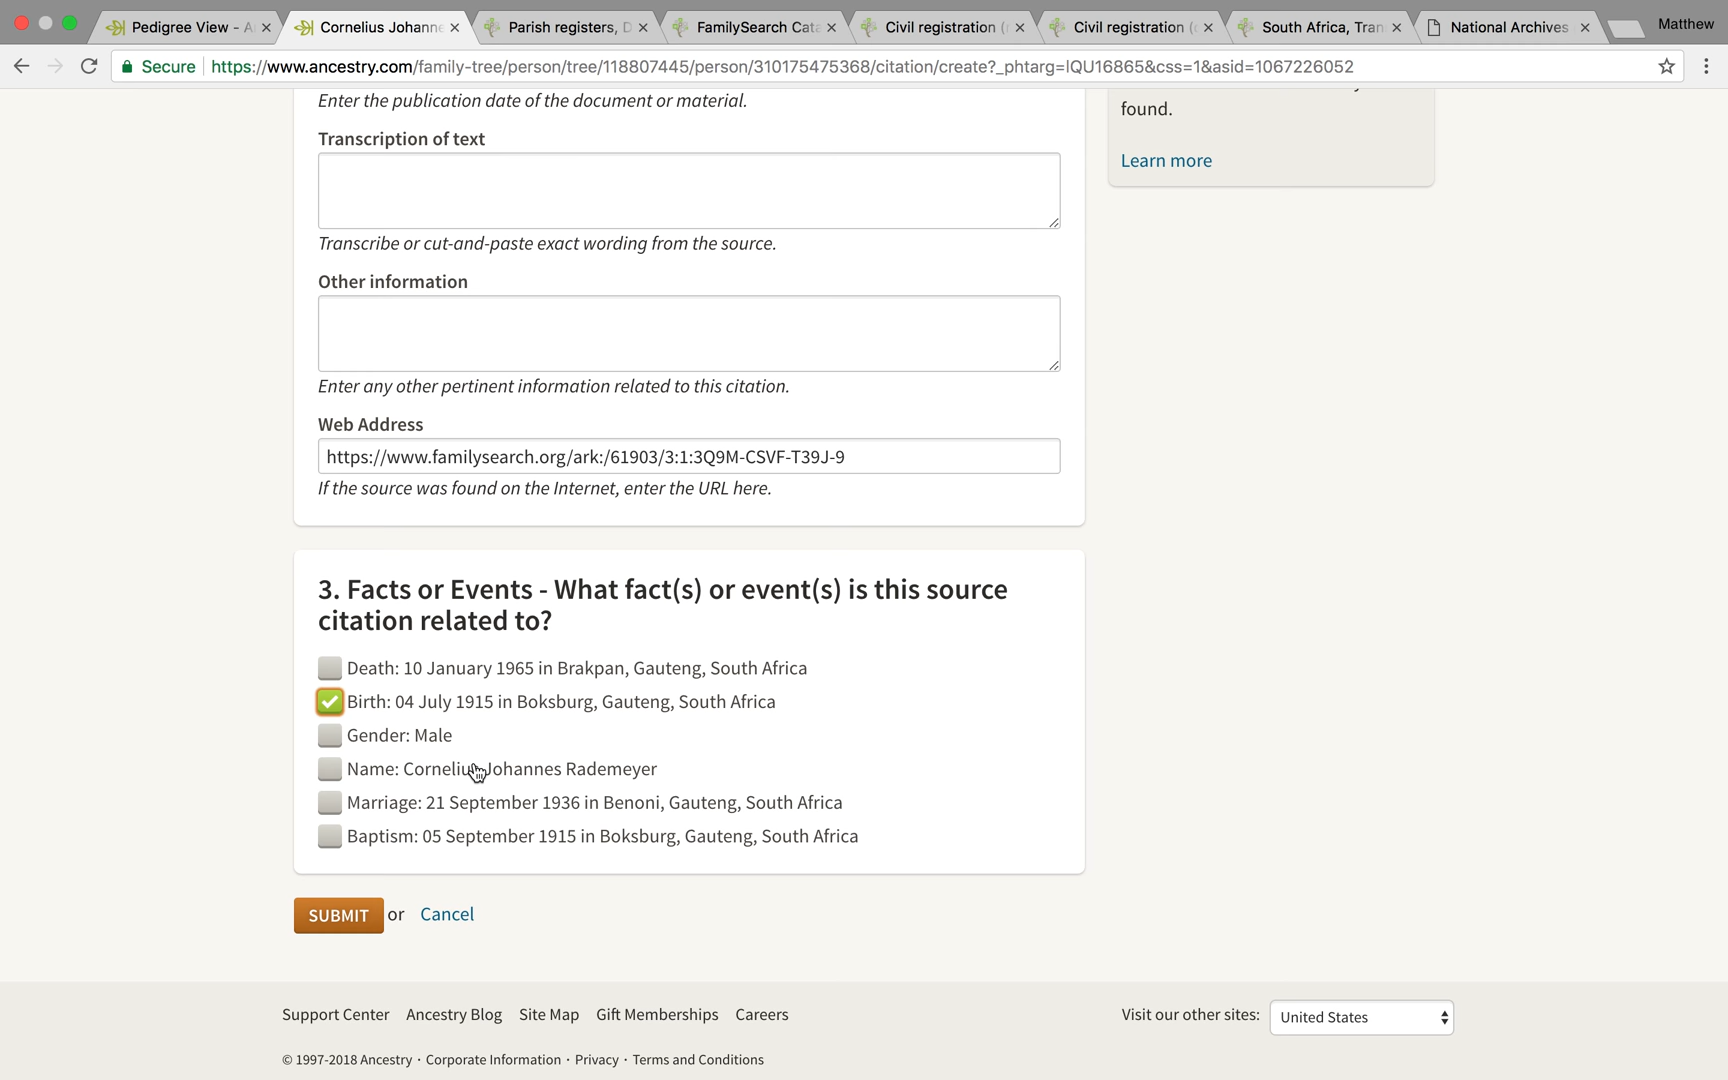 Pedigree View - A
Cornelius Johanne
Parish registers, D
FamilySearch Cata
Civil registration (
Civil registration (
South Africa, Tran
National Archives
Matthew
Secure
https://www.ancestry.com/family-tree/person/tree/118807445/person/310175475368/citation/create?_phtarg=IQU16865&css=1&asid=1067226052
Enter the publication date of the document or material.
found.
Transcription of text
Learn more
Transcribe or cut-and-paste exact wording from the source.
Other information
Enter any other pertinent information related to this citation.
Web Address
https://www.familysearch.org/ark:/61903/3:1:3Q9M-CSVF-T39J-9
If the source was found on the Internet, enter the URL here.
3. Facts or Events - What fact(s) or event(s) is this source
citation related to?
Death: 10 January 1965 in Brakpan, Gauteng, South Africa
Birth: 04 July 1915 in Boksburg, Gauteng, South Africa
Gender: Male
Name: Cornelius Johannes Rademeyer
Marriage: 21 September 1936 in Benoni, Gauteng, South Africa
Baptism: 05 September 1915 in Boksburg, Gauteng, South Africa
SUBMIT or Cancel
Support Center Ancestry Blog Site Map Gift Memberships Careers
Visit our other sites: United States
© 1997-2018 Ancestry · Corporate Information · Privacy · Terms and Conditions